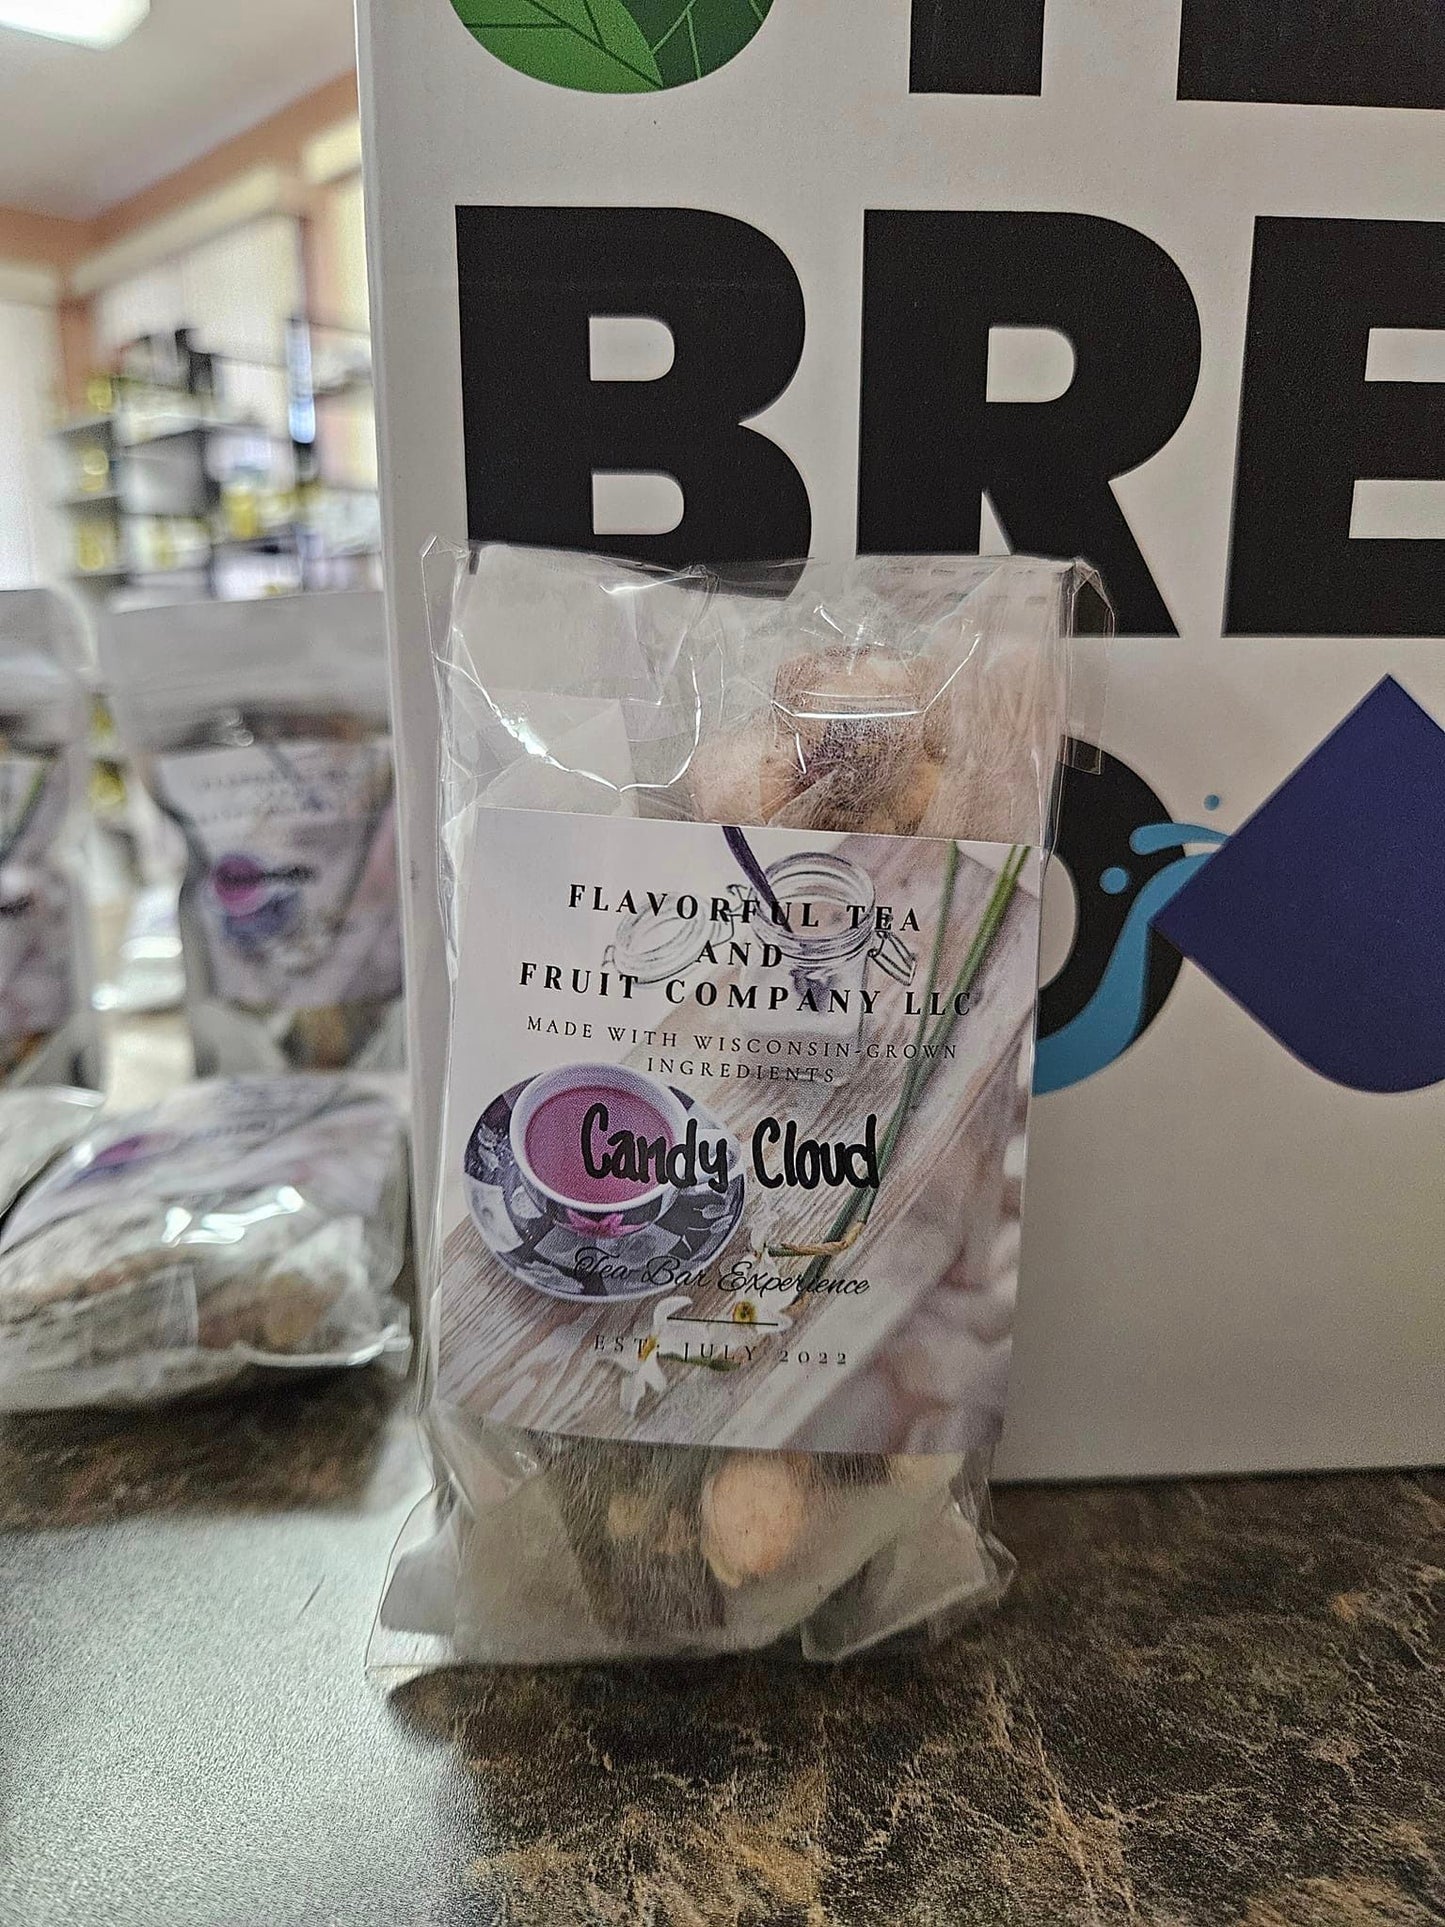 BRE
FLAVORFUL TEA
AND
FRUIT COMPANY LLC
MADE WITH WISCONSIN-GROWN
INGREDIENTS
Candy Cloud
Tea Bar Experience
EST: JULY 2022